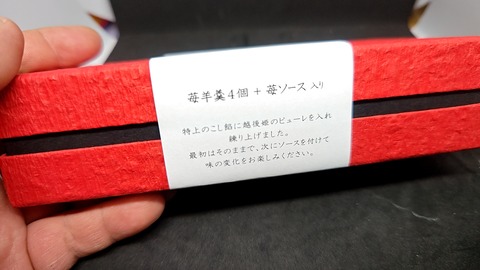 苺羊羹4個 + 苺ソース 入り
特上のこし餡に越後姫のピューレを入れ
練り上げました。
最初はそのままで、次にソースを付けて
味の変化をお楽しみください。